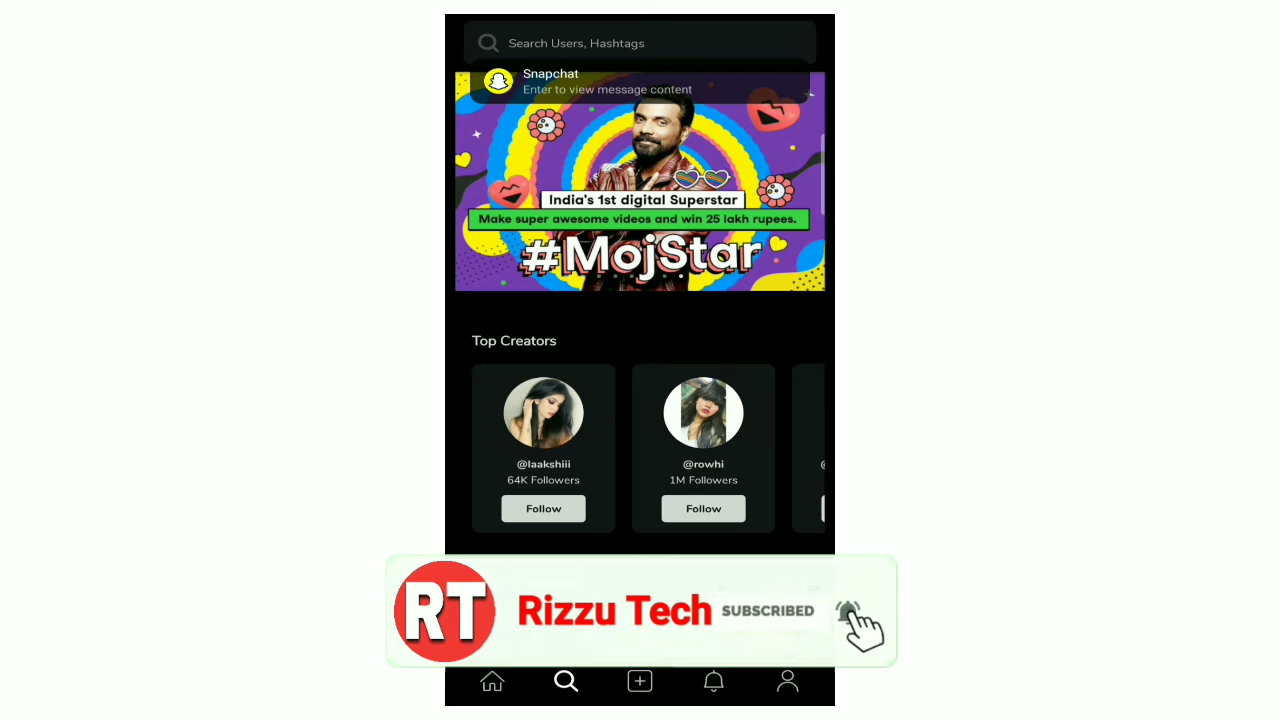 Search Users, Hashtags
Snapchat
Enter to view message content
India's 1st digital Superstar
Make super awesome videos and win 25 lakh rupees.
#MojStar
Top Creators
@laakshiii
64K Followers
Follow
@rowhi
1M Followers
Follow
@
RT
Rizzu Tech
SUBSCRIBED